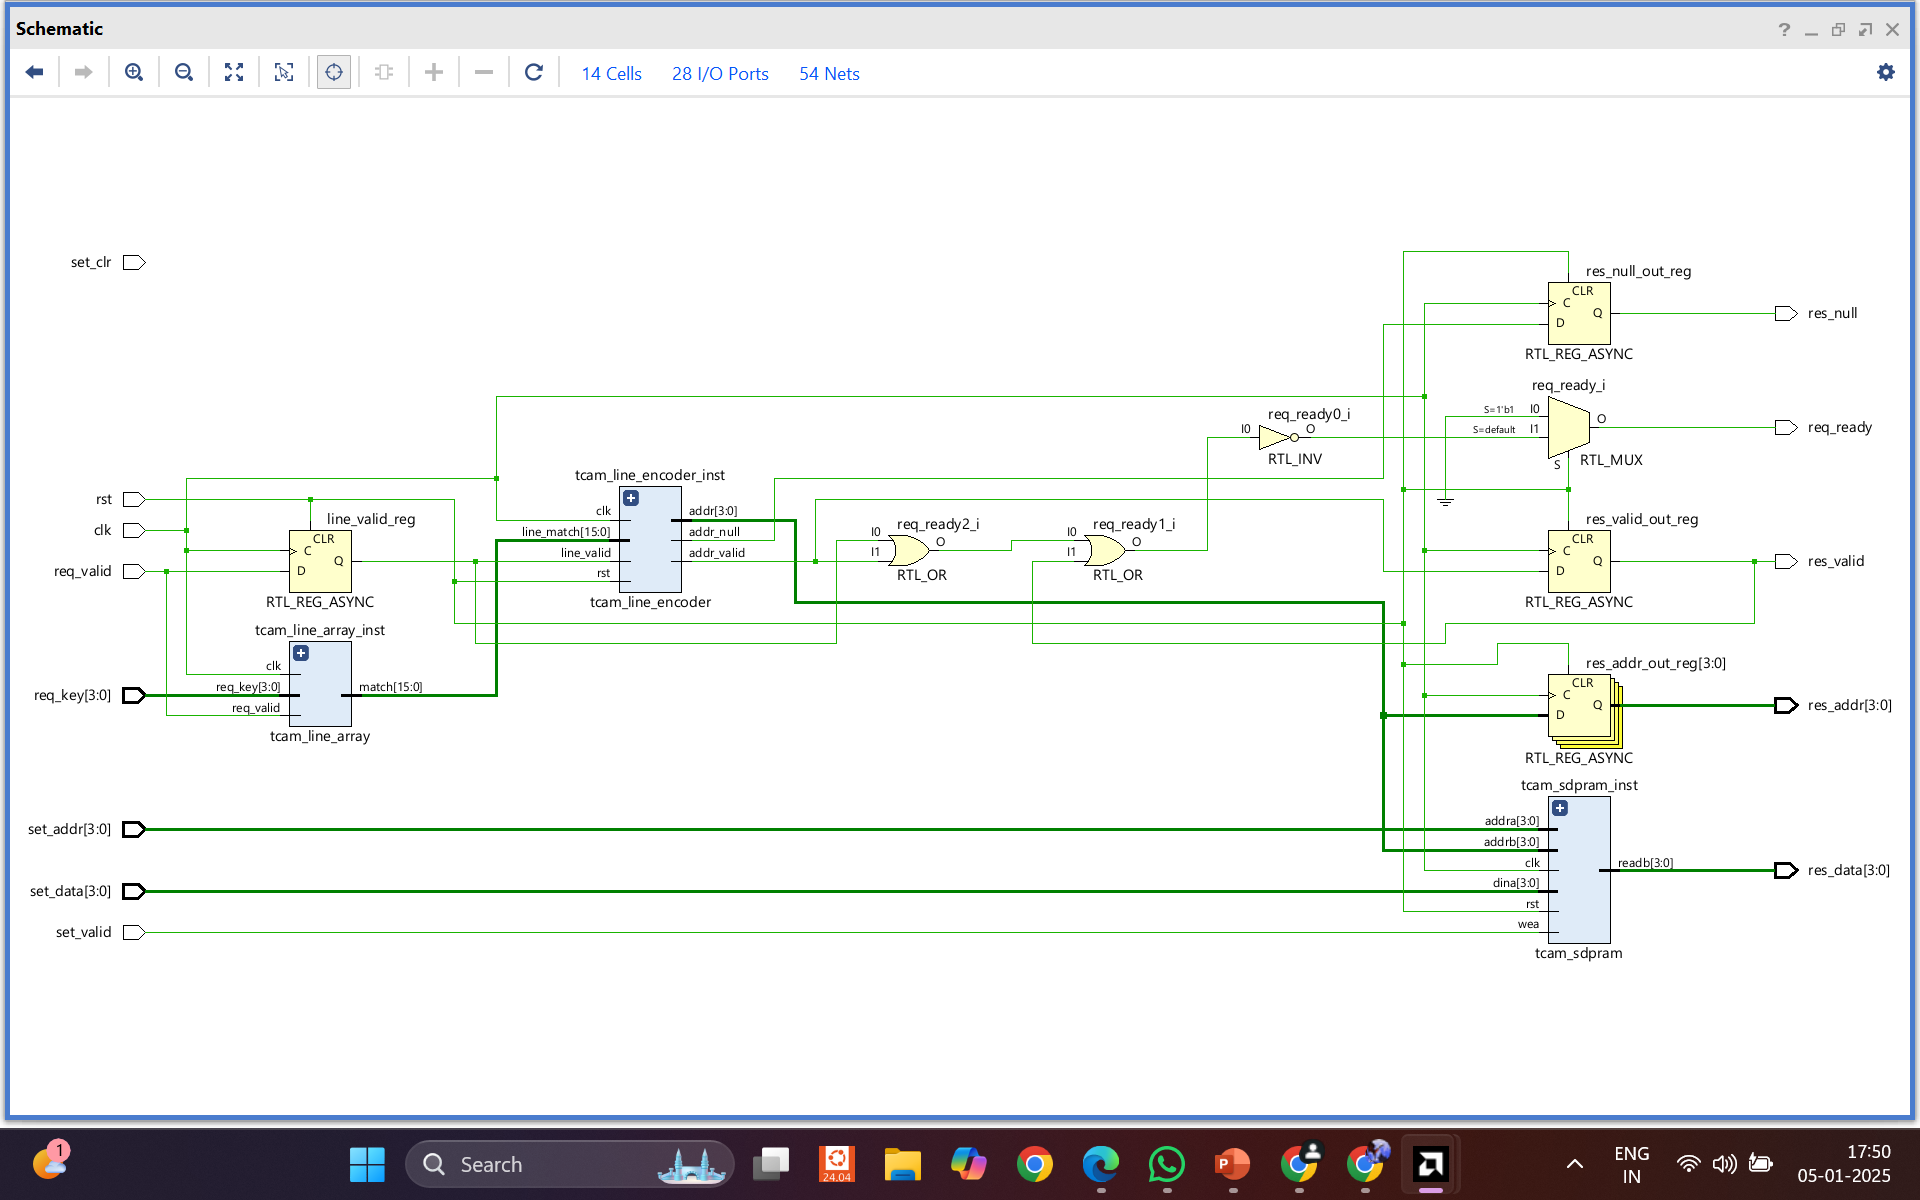 Schematic
14 Cells 28 I/O Ports 54 Nets
set_clr
res_null_out_reg
CLR
C
D
Q
res_null
RTL_REG_ASYNC
req_ready_i
S=1'b1 I0
S=default I1
O
S
req_ready
RTL_MUX
req_ready0_i
I0
O
RTL_INV
rst
clk
req_valid
line_valid_reg
CLR
C
D
Q
RTL_REG_ASYNC
tcam_line_encoder_inst
clk
line_match[15:0]
line_valid
rst
addr[3:0]
addr_null
addr_valid
tcam_line_encoder
req_ready2_i
I0
I1
O
RTL_OR
req_ready1_i
I0
I1
O
RTL_OR
res_valid_out_reg
CLR
C
D
Q
res_valid
RTL_REG_ASYNC
tcam_line_array_inst
clk
req_key[3:0]
req_key[3:0]
req_valid
match[15:0]
tcam_line_array
res_addr_out_reg[3:0]
CLR
C
D
Q
res_addr[3:0]
RTL_REG_ASYNC
tcam_sdpram_inst
set_addr[3:0]
set_data[3:0]
set_valid
addra[3:0]
addrb[3:0]
clk
dina[3:0]
rst
wea
readb[3:0]
res_data[3:0]
tcam_sdpram
1
Search
24.04
P
ENG
IN
17:50
05-01-2025